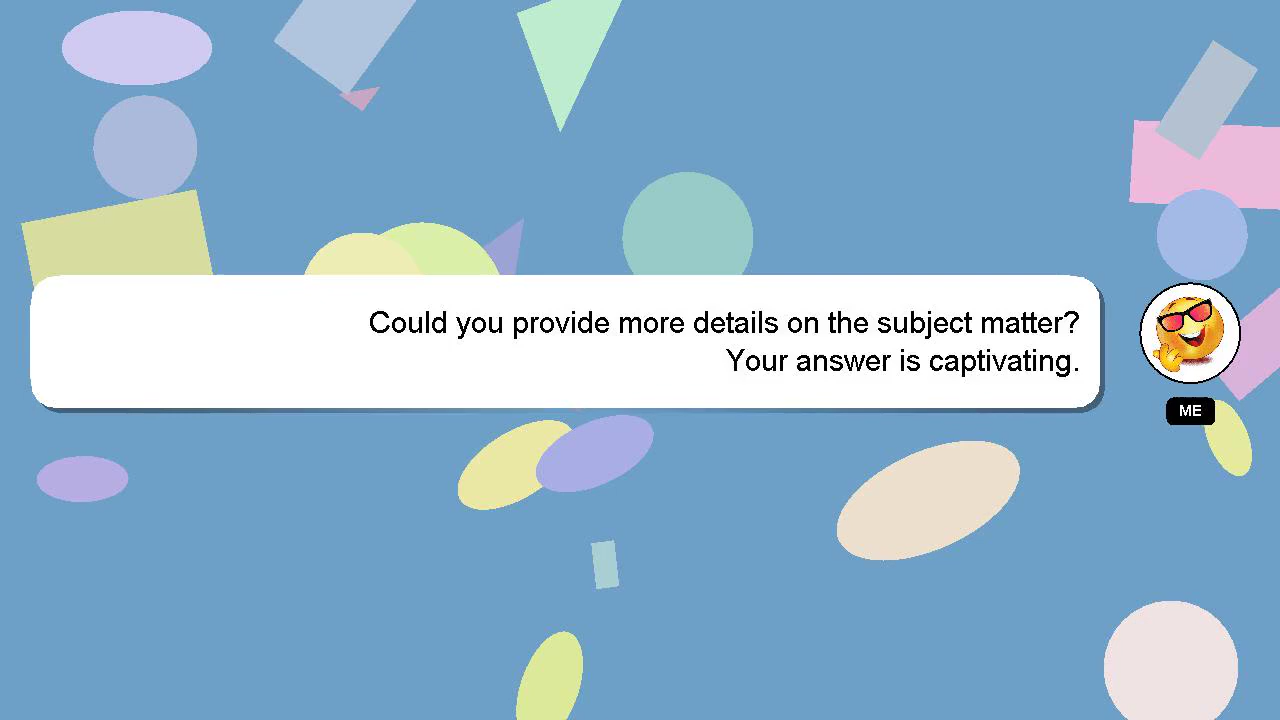 Could you provide more details on the subject matter?
Your answer is captivating.
ME